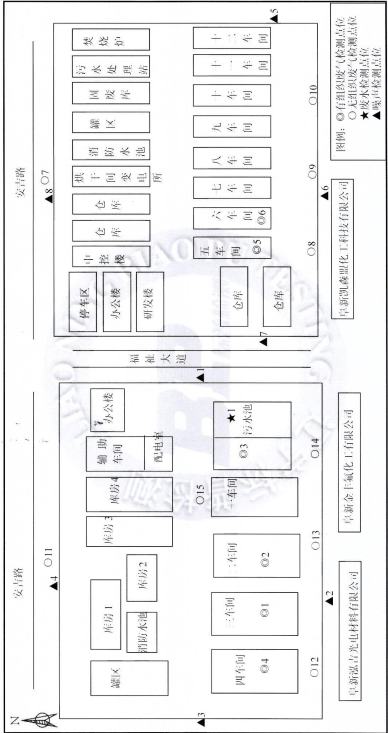 N
安吉路
安吉路
▲4
○11
▲8
○7
▲5
罐区
库房1
消防水池
库房2
库房3
库房4
辅助车间
配电室
办公楼
○15
▲3
四车间
◎4
三车间
◎1
二车间
◎2
一车间
◎3
★1
污水池
▲1
○12
▲2
○13
○14
福祉大道
停车区
办公楼
研发楼
中控楼
仓库
仓库
烘干间变电所
消防水池
罐区
固废库
污水处理站
焚烧炉
▲7
仓库
仓库
五车间
◎5
六车间
◎6
七车间
八车间
九车间
十车间
十一车间
十二车间
○8
▲6
○9
○10
阜新泓吉光电材料有限公司
阜新金丰氟化工有限公司
阜新凯森盟化工科技有限公司
图例:
◎有组织废气检测点位
○无组织废气检测点位
★废水检测点位
▲噪声检测点位